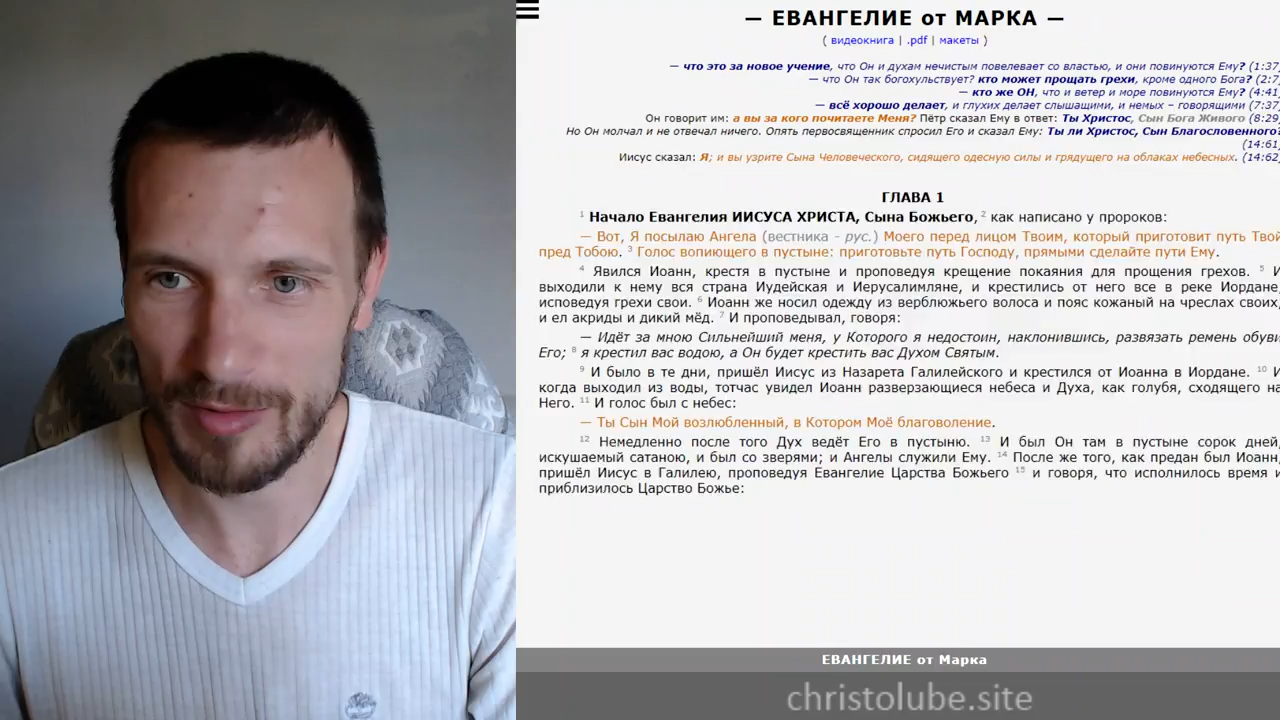 — ЕВАНГЕЛИЕ от МАРКА —
( видеокнига | .pdf | макеты )
— что это за новое учение, что Он и духам нечистым повелевает со властью, и они повинуются Ему? (1:37)
— что Он так богохульствует? кто может прощать грехи, кроме одного Бога? (2:7)
— кто же ОН, что и ветер и море повинуются Ему? (4:41)
— всё хорошо делает, и глухих делает слышащими, и немых – говорящими (7:37)
Он говорит им: а вы за кого почитаете Меня? Пётр сказал Ему в ответ: Ты Христос, Сын Бога Живого (8:29)
Но Он молчал и не отвечал ничего. Опять первосвященник спросил Его и сказал Ему: Ты ли Христос, Сын Благословенного?
(14:61)
Иисус сказал: Я; и вы узрите Сына Человеческого, сидящего одесную силы и грядущего на облаках небесных. (14:62)
ГЛАВА 1
1 Начало Евангелия ИИСУСА ХРИСТА, Сына Божьего, 2 как написано у пророков:
— Вот, Я посылаю Ангела (вестника - рус.) Моего перед лицом Твоим, который приготовит путь Твой
пред Тобою. 3 Голос вопиющего в пустыне: приготовьте путь Господу, прямыми сделайте пути Ему.
4 Явился Иоанн, крестя в пустыне и проповедуя крещение покаяния для прощения грехов. 5 И
выходили к нему вся страна Иудейская и Иерусалимляне, и крестились от него все в реке Иордане,
исповедуя грехи свои. 6 Иоанн же носил одежду из верблюжьего волоса и пояс кожаный на чреслах своих,
и ел акриды и дикий мёд. 7 И проповедывал, говоря:
— Идёт за мною Сильнейший меня, у Которого я недостоин, наклонившись, развязать ремень обуви
Его; 8 я крестил вас водою, а Он будет крестить вас Духом Святым.
9 И было в те дни, пришёл Иисус из Назарета Галилейского и крестился от Иоанна в Иордане. 10 И
когда выходил из воды, тотчас увидел Иоанн разверзающиеся небеса и Духа, как голубя, сходящего на
Него. 11 И голос был с небес:
— Ты Сын Мой возлюбленный, в Котором Моё благоволение.
12 Немедленно после того Дух ведёт Его в пустыню. 13 И был Он там в пустыне сорок дней,
искушаемый сатаною, и был со зверями; и Ангелы служили Ему. 14 После же того, как предан был Иоанн,
пришёл Иисус в Галилею, проповедуя Евангелие Царства Божьего 15 и говоря, что исполнилось время и
приблизилось Царство Божье:
ЕВАНГЕЛИЕ от Марка
christolube.site